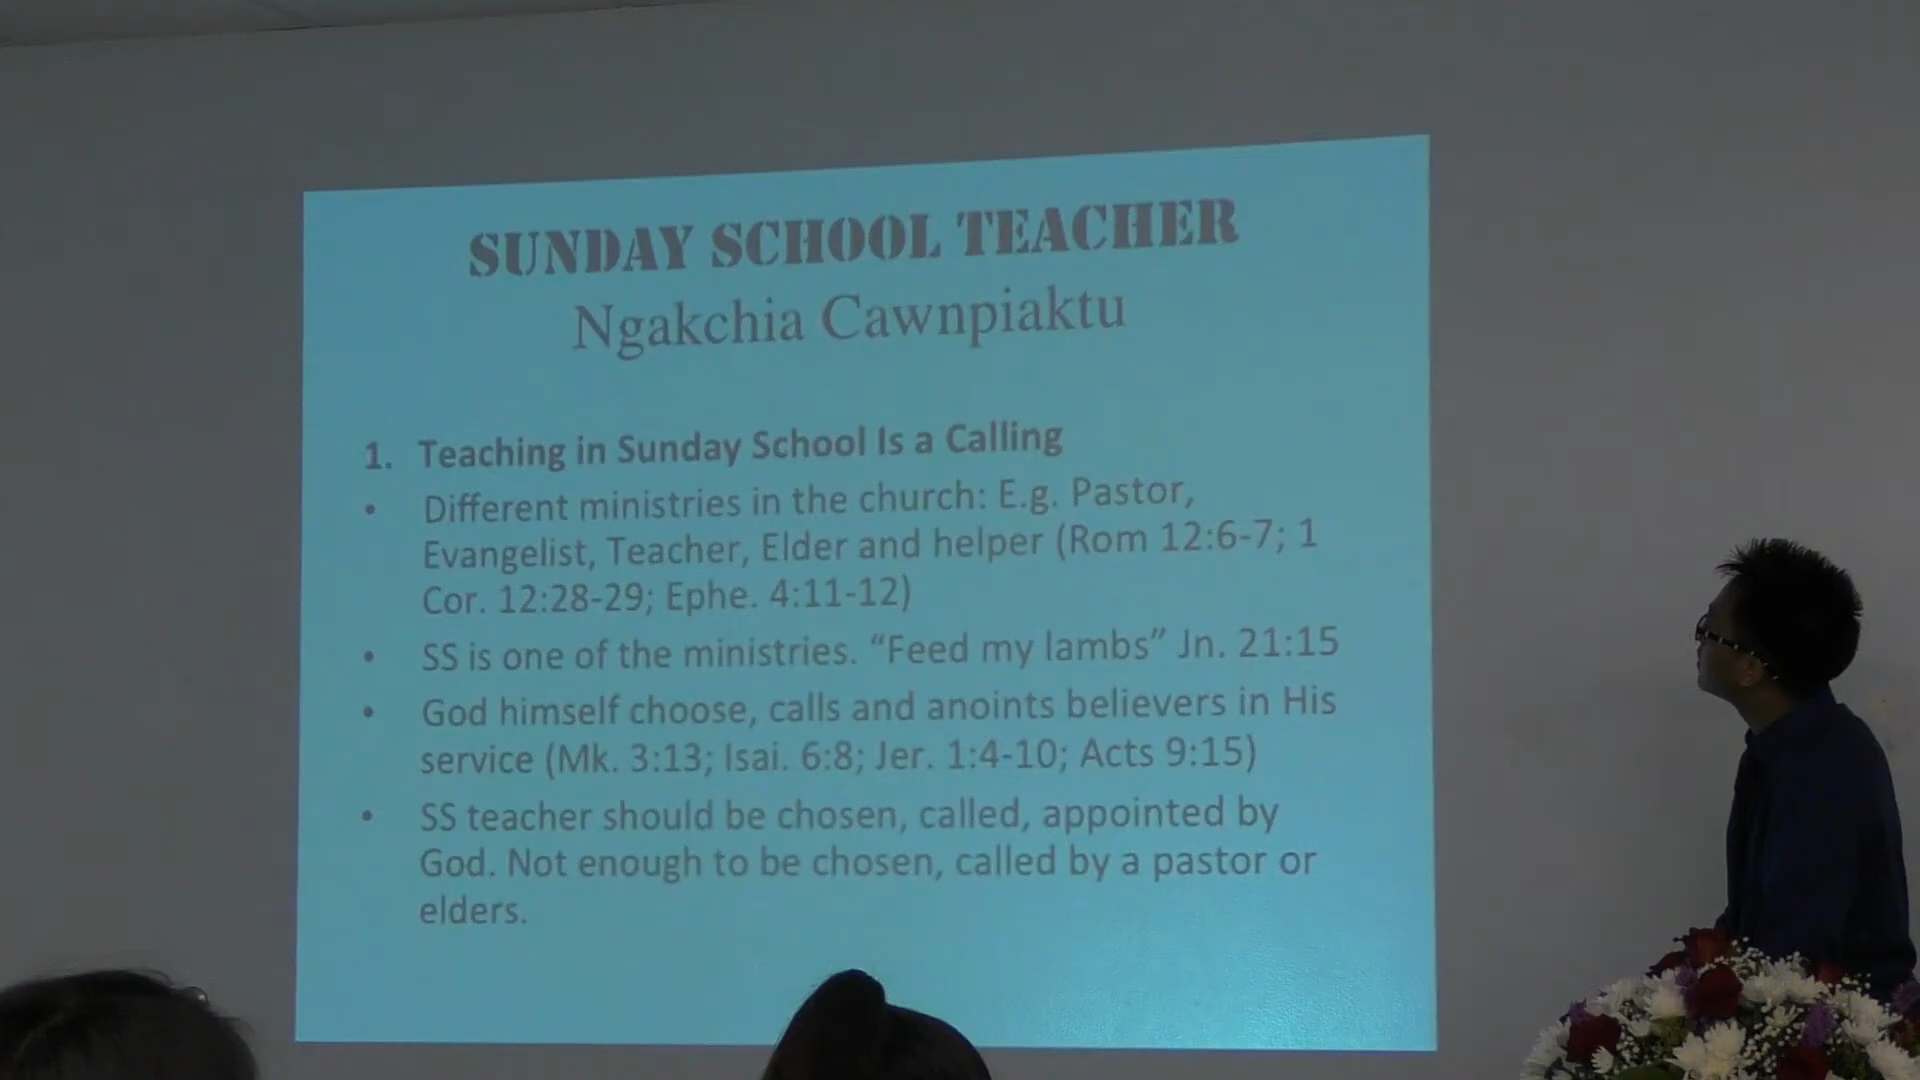 SUNDAY SCHOOL TEACHER
Ngakchia Cawnpiaktu
1. Teaching in Sunday School Is a Calling
• Different ministries in the church: E.g. Pastor,
Evangelist, Teacher, Elder and helper (Rom 12:6-7; 1
Cor. 12:28-29; Ephe. 4:11-12)
• SS is one of the ministries. “Feed my lambs” Jn. 21:15
• God himself choose, calls and anoints believers in His
service (Mk. 3:13; Isai. 6:8; Jer. 1:4-10; Acts 9:15)
• SS teacher should be chosen, called, appointed by
God. Not enough to be chosen, called by a pastor or
elders.